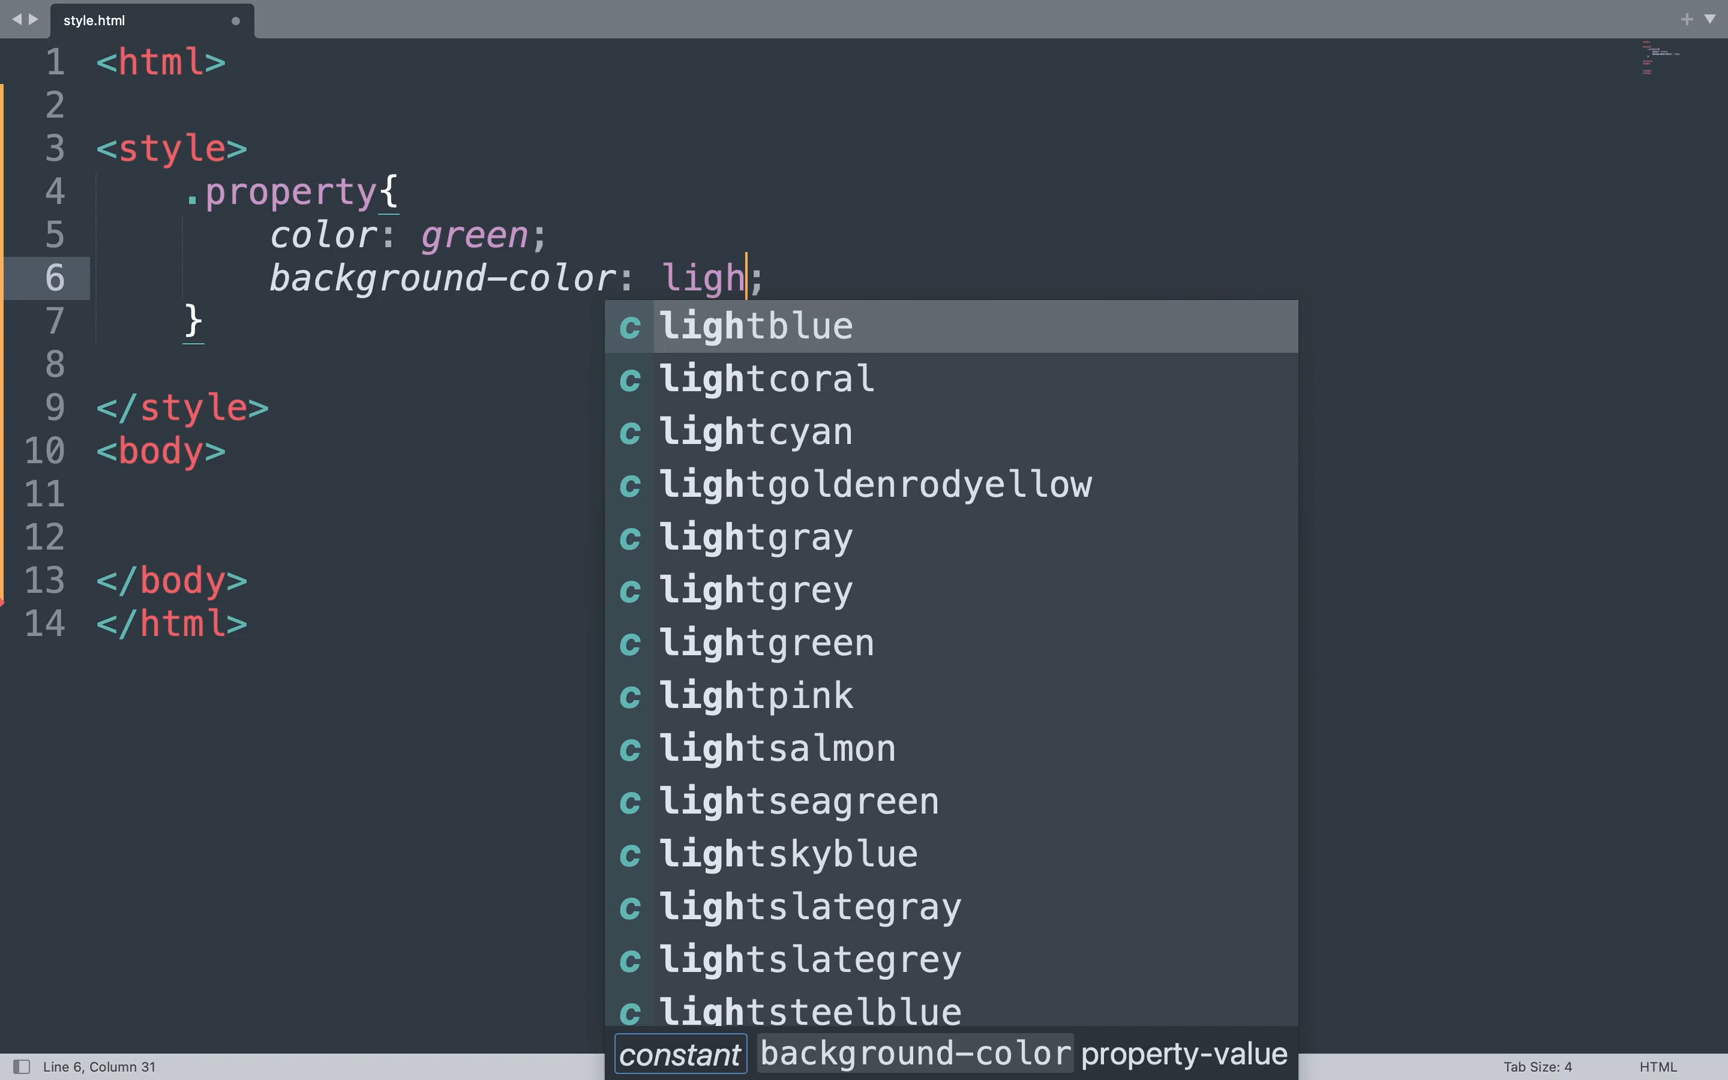 style.html
1 <html>
2
3 <style>
4 .property{
5 color: green;
6 background-color: ligh;
7 }
8
9 </style>
10 <body>
11
12
13 </body>
14 </html>
c lightblue
c lightcoral
c lightcyan
c lightgoldenrodyellow
c lightgray
c lightgrey
c lightgreen
c lightpink
c lightsalmon
c lightseagreen
c lightskyblue
c lightslategray
c lightslategrey
c lightsteelblue
constant background-color property-value
Line 6, Column 31
Tab Size: 4
HTML